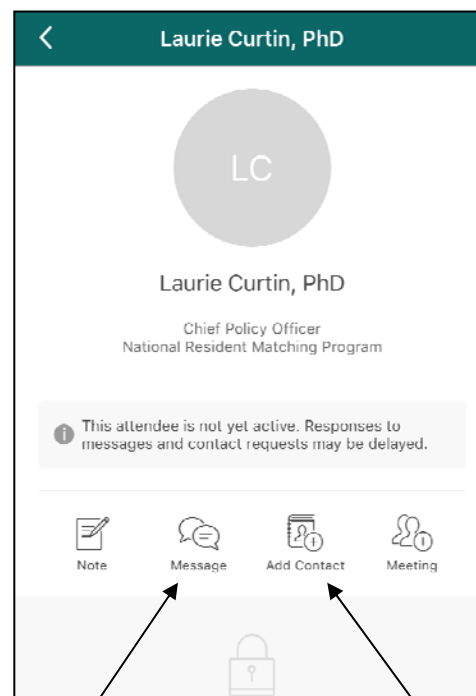 Laurie Curtin, PhD
LC
Laurie Curtin, PhD
Chief Policy Officer
National Resident Matching Program
This attendee is not yet active. Responses to
messages and contact requests may be delayed.
Note
Message
Add Contact
Meeting